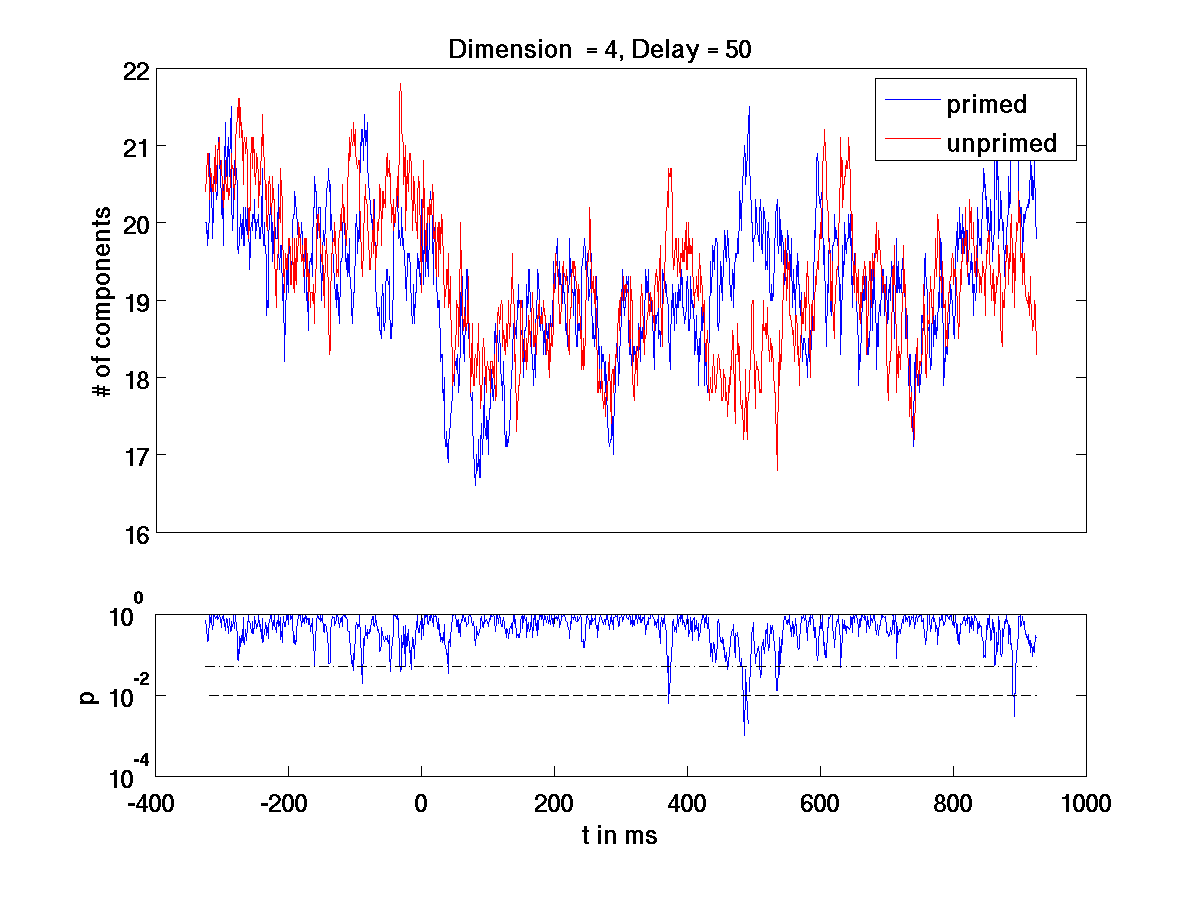 Dimension = 4, Delay = 50
22
21
20
19
18
17
16
# of components
primed
unprimed
10^0
10^-2
10^-4
p
-400 -200 0 200 400 600 800 1000
t in ms